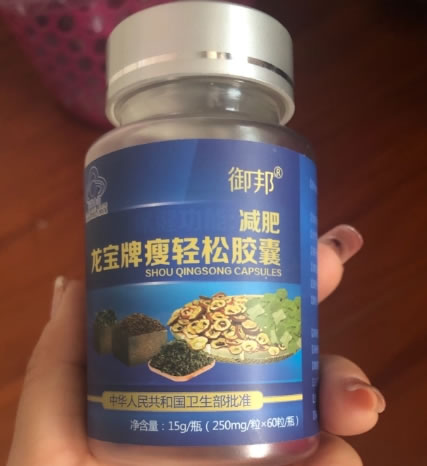 御邦®
减肥
龙宝牌瘦轻松胶囊
SHOU QINGSONG CAPSULES
中华人民共和国卫生部批准
净含量：15g/瓶（250mg/粒×60粒/瓶）